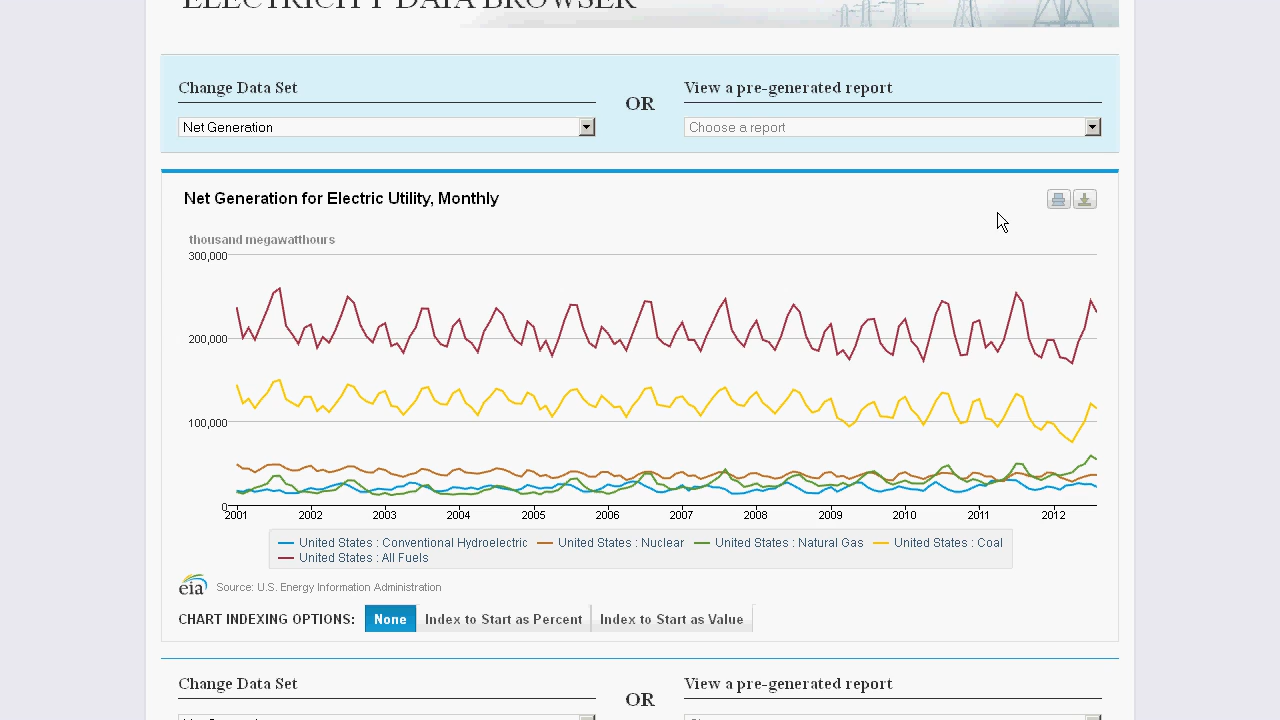 ELECTRICITY DATA BROWSER
Change Data Set
OR
View a pre-generated report
Net Generation
Choose a report
Net Generation for Electric Utility, Monthly
thousand megawatthours
300,000
200,000
100,000
0
2001 2002 2003 2004 2005 2006 2007 2008 2009 2010 2011 2012
United States : Conventional Hydroelectric United States : Nuclear United States : Natural Gas United States : Coal
United States : All Fuels
eia Source: U.S. Energy Information Administration
CHART INDEXING OPTIONS: None Index to Start as Percent Index to Start as Value
Change Data Set
OR
View a pre-generated report